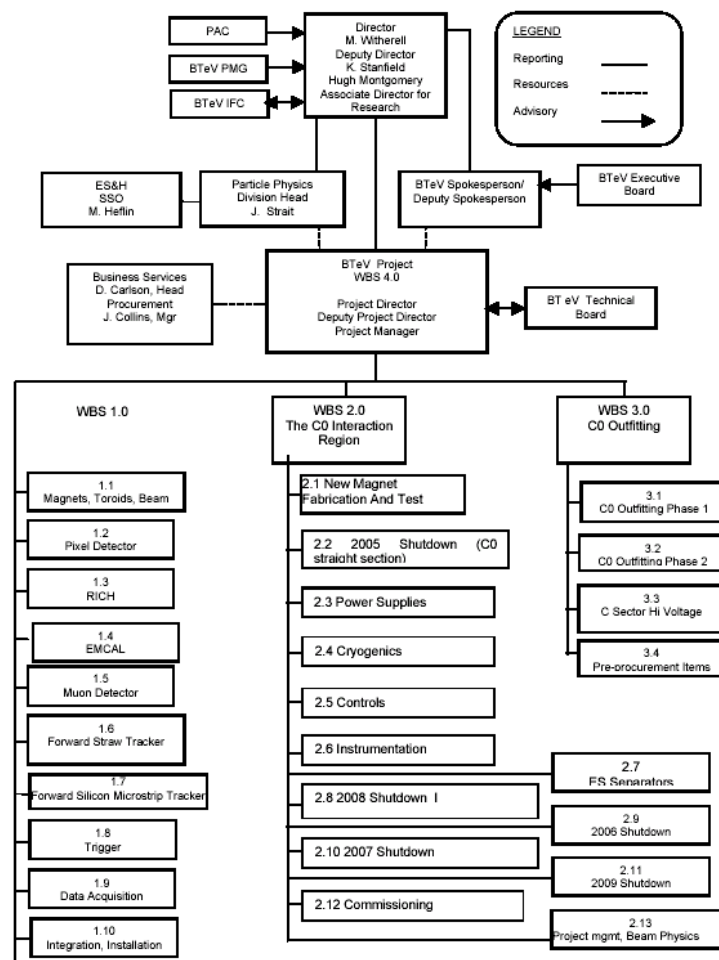 PAC
BTeV PMG
BTeV IFC
Director
M. Witherell
Deputy Director
K. Stanfield
Hugh Montgomery
Associate Director for
Research
LEGEND
Reporting
Resources
Advisory
ES&H
SSO
M. Heflin
Particle Physics
Division Head
J. Strait
BTeV Spokesperson/
Deputy Spokesperson
BTeV Executive
Board
Business Services
D. Carlson, Head
Procurement
J. Collins, Mgr
BTeV Project
WBS 4.0
Project Director
Deputy Project Director
Project Manager
BT eV Technical
Board
WBS 1.0
1.1
Magnets, Toroids, Beam
1.2
Pixel Detector
1.3
RICH
1.4
EMCAL
1.5
Muon Detector
1.6
Forward Straw Tracker
1.7
Forward Silicon Microstrip Tracker
1.8
Trigger
1.9
Data Acquisition
1.10
Integration, Installation
WBS 2.0
The C0 Interaction
Region
2.1 New Magnet
Fabrication And Test
2.2 2005 Shutdown (C0
straight section)
2.3 Power Supplies
2.4 Cryogenics
2.5 Controls
2.6 Instrumentation
2.7
ES Separators
2.8 2008 Shutdown I
2.9
2006 Shutdown
2.10 2007 Shutdown
2.11
2009 Shutdown
2.12 Commissioning
2.13
Project mgmt, Beam Physics
WBS 3.0
C0 Outfitting
3.1
C0 Outfitting Phase 1
3.2
C0 Outfitting Phase 2
3.3
C Sector Hi Voltage
3.4
Pre-procurement Items